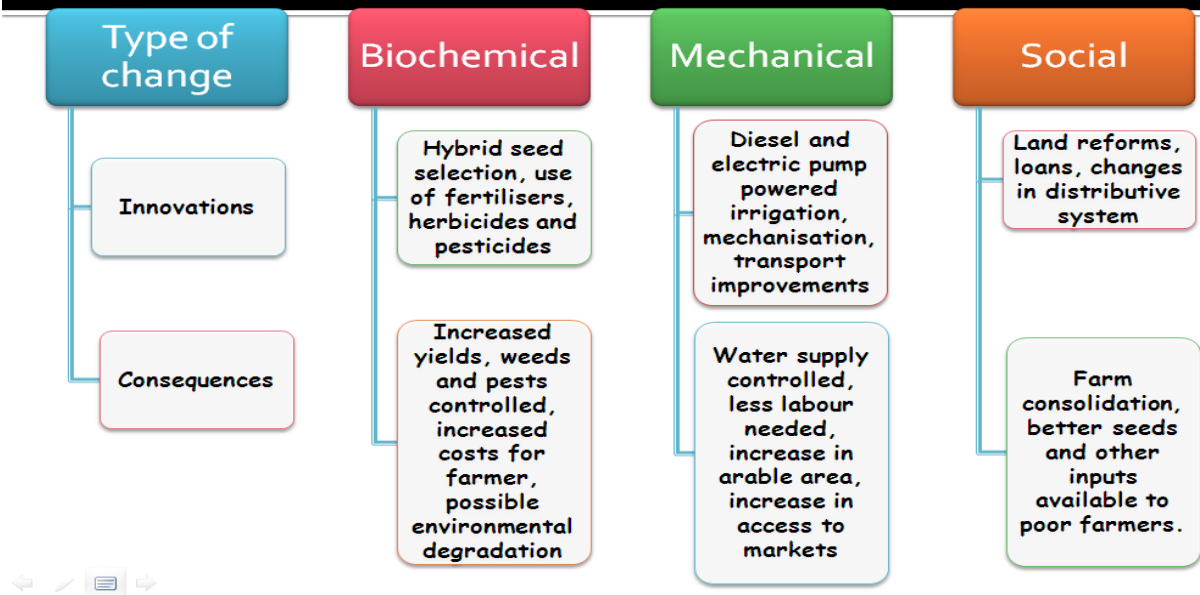 Type of
change
Innovations
Consequences
Biochemical
Hybrid seed
selection, use
of fertilisers,
herbicides and
pesticides
Increased
yields, weeds
and pests
controlled,
increased
costs for
farmer,
possible
environmental
degradation
Mechanical
Diesel and
electric pump
powered
irrigation,
mechanisation,
transport
improvements
Water supply
controlled,
less labour
needed,
increase in
arable area,
increase in
access to
markets
Social
Land reforms,
loans, changes
in distributive
system
Farm
consolidation,
better seeds
and other
inputs
available to
poor farmers.